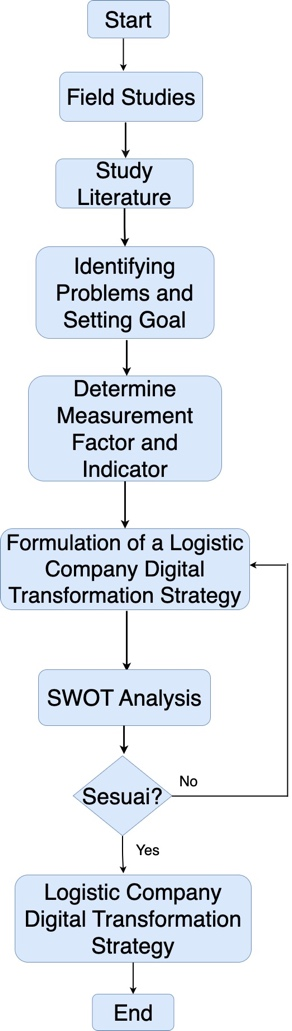 Start
Field Studies
Study
Literature
Identifying
Problems and
Setting Goal
Determine
Measurement
Factor and
Indicator
Formulation of a Logistic
Company Digital
Transformation Strategy
SWOT Analysis
Sesuai?
No
Yes
Logistic Company
Digital Transformation
Strategy
End